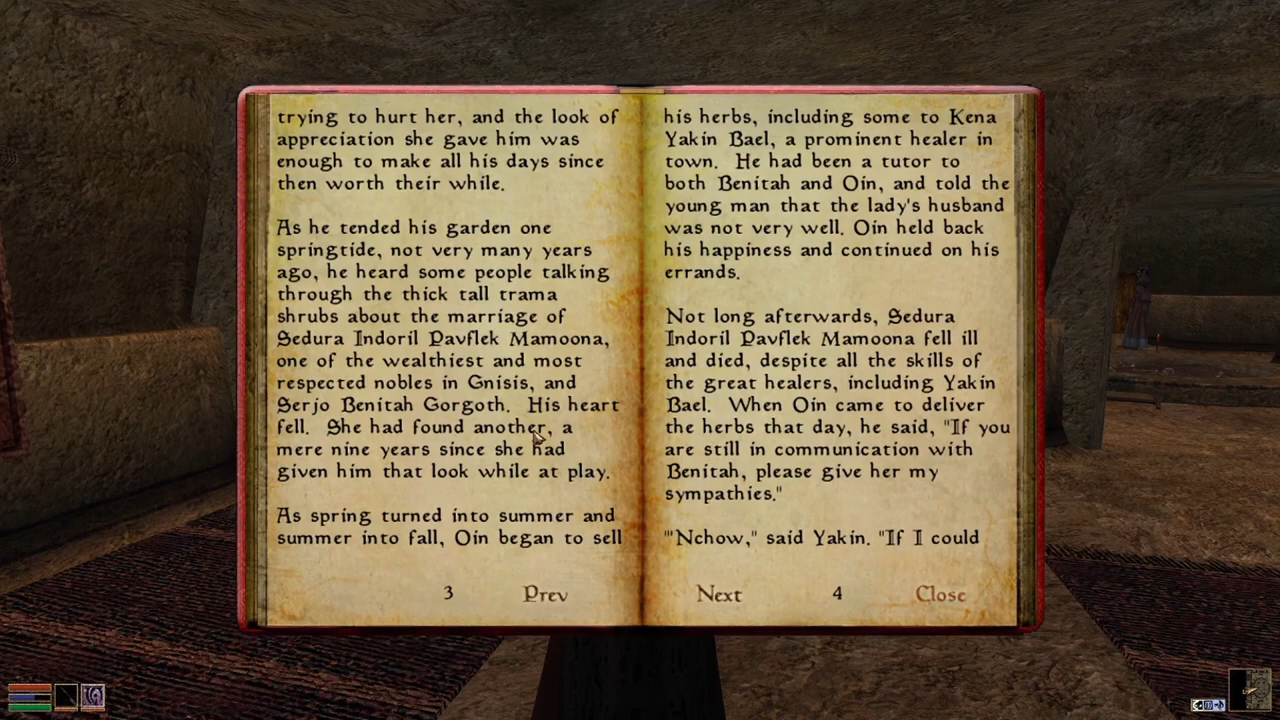 trying to hurt her, and the look of
appreciation she gave him was
enough to make all his days since
then worth their while.
As he tended his garden one
springtide, not very many years
ago, he heard some people talking
through the thick tall trama
shrubs about the marriage of
Sedura Indoril Pavflek Mamoona,
one of the wealthiest and most
respected nobles in Gnisis, and
Serjo Benitah Gorgoth.  His heart
fell.  She had found another, a
mere nine years since she had
given him that look while at play.
As spring turned into summer and
summer into fall, Oin began to sell
3
Prev
his herbs, including some to Kena
Yakin Bael, a prominent healer in
town.  He had been a tutor to
both Benitah and Oin, and told the
young man that the lady's husband
was not very well. Oin held back
his happiness and continued on his
errands.
Not long afterwards, Sedura
Indoril Pavflek Mamoona fell ill
and died, despite all the skills of
the great healers, including Yakin
Bael.  When Oin came to deliver
the herbs that day, he said, "If you
are still in communication with
Benitah, please give her my
sympathies."
"'Nchow," said Yakin. "If I could
Next
4
Close